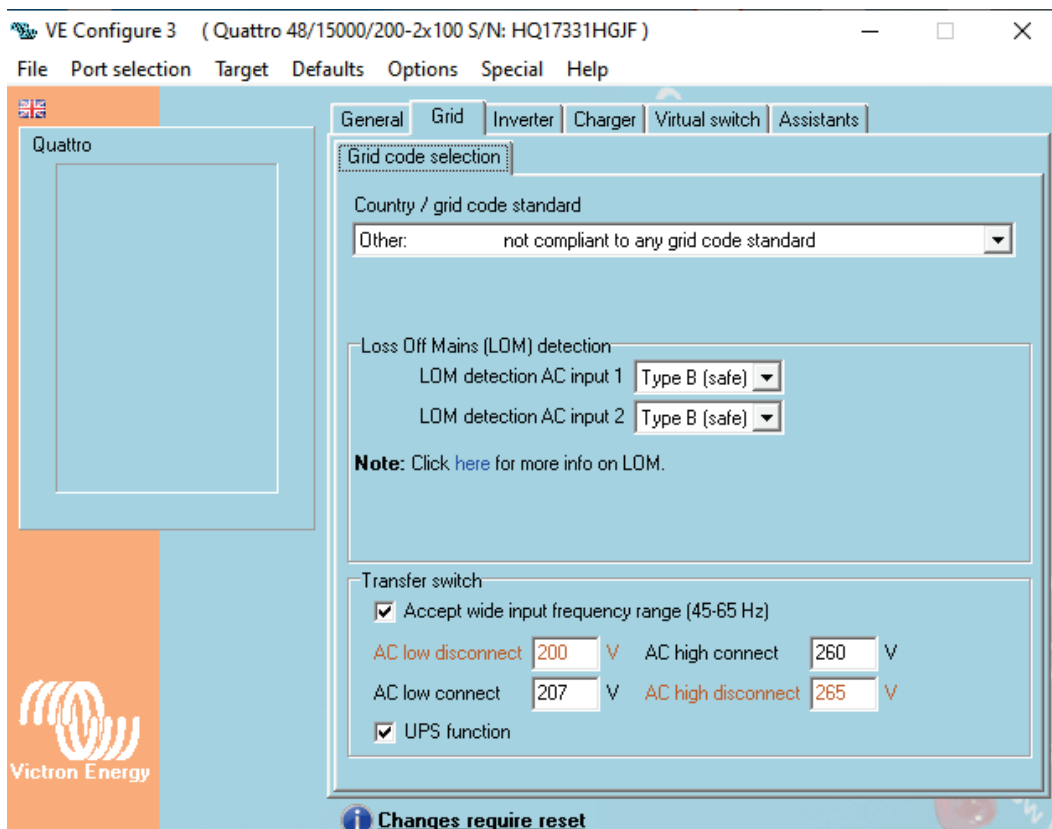 VE Configure 3 ( Quattro 48/15000/200-2x100 S/N: HQ17331HGJF )
File Port selection Target Defaults Options Special Help
General Grid Inverter Charger Virtual switch Assistants
Quattro
Grid code selection
Country / grid code standard
Other: not compliant to any grid code standard
Loss Off Mains (LOM) detection
LOM detection AC input 1 Type B (safe)
LOM detection AC input 2 Type B (safe)
Note: Click here for more info on LOM.
Transfer switch
Accept wide input frequency range (45-65 Hz)
AC low disconnect 200 V AC high connect 260 V
AC low connect 207 V AC high disconnect 265 V
UPS function
Victron Energy
Changes require reset